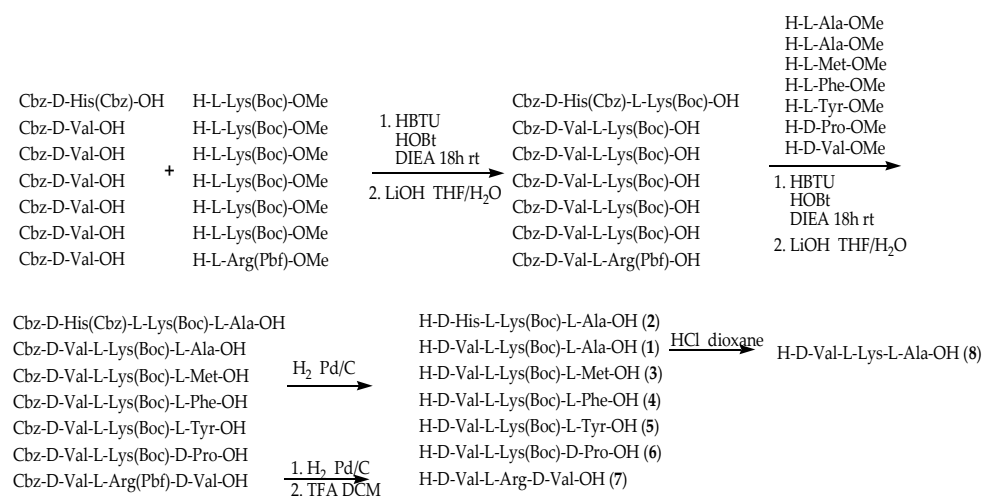 H-L-Ala-OMe
H-L-Ala-OMe
H-L-Met-OMe
H-L-Phe-OMe
H-L-Tyr-OMe
H-D-Pro-OMe
H-D-Val-OMe
Cbz-D-His(Cbz)-OH
Cbz-D-Val-OH
Cbz-D-Val-OH
Cbz-D-Val-OH
Cbz-D-Val-OH
Cbz-D-Val-OH
Cbz-D-Val-OH
+
H-L-Lys(Boc)-OMe
H-L-Lys(Boc)-OMe
H-L-Lys(Boc)-OMe
H-L-Lys(Boc)-OMe
H-L-Lys(Boc)-OMe
H-L-Lys(Boc)-OMe
H-L-Arg(Pbf)-OMe
1. HBTU
HOBt
DIEA 18h rt
2. LiOH THF/H2O
Cbz-D-His(Cbz)-L-Lys(Boc)-OH
Cbz-D-Val-L-Lys(Boc)-OH
Cbz-D-Val-L-Lys(Boc)-OH
Cbz-D-Val-L-Lys(Boc)-OH
Cbz-D-Val-L-Lys(Boc)-OH
Cbz-D-Val-L-Lys(Boc)-OH
Cbz-D-Val-L-Arg(Pbf)-OH
1. HBTU
HOBt
DIEA 18h rt
2. LiOH THF/H2O
Cbz-D-His(Cbz)-L-Lys(Boc)-L-Ala-OH
Cbz-D-Val-L-Lys(Boc)-L-Ala-OH
Cbz-D-Val-L-Lys(Boc)-L-Met-OH
Cbz-D-Val-L-Lys(Boc)-L-Phe-OH
Cbz-D-Val-L-Lys(Boc)-L-Tyr-OH
Cbz-D-Val-L-Lys(Boc)-D-Pro-OH
Cbz-D-Val-L-Arg(Pbf)-D-Val-OH
H2 Pd/C
1. H2 Pd/C
2. TFA DCM
H-D-His-L-Lys(Boc)-L-Ala-OH (2)
H-D-Val-L-Lys(Boc)-L-Ala-OH (1)
H-D-Val-L-Lys(Boc)-L-Met-OH (3)
H-D-Val-L-Lys(Boc)-L-Phe-OH (4)
H-D-Val-L-Lys(Boc)-L-Tyr-OH (5)
H-D-Val-L-Lys(Boc)-D-Pro-OH (6)
H-D-Val-L-Arg-D-Val-OH (7)
HCl dioxane
H-D-Val-L-Lys-L-Ala-OH (8)